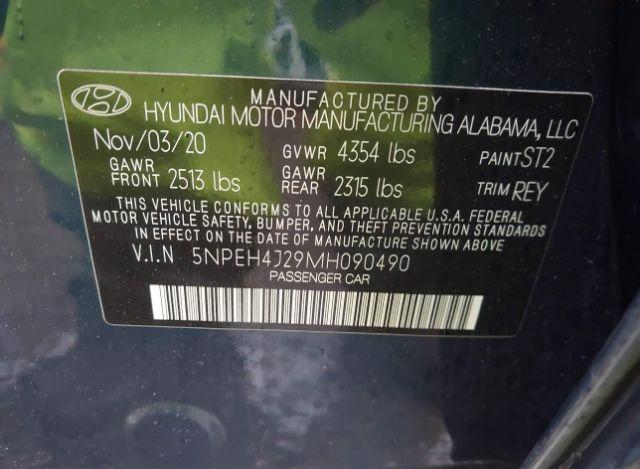 MANUFACTURED BY
HYUNDAI MOTOR MANUFACTURING ALABAMA, LLC
Nov/03/20 GVWR 4354 lbs PAINT ST2
GAWR FRONT 2513 lbs GAWR REAR 2315 lbs TRIM REY
THIS VEHICLE CONFORMS TO ALL APPLICABLE U.S.A. FEDERAL
MOTOR VEHICLE SAFETY, BUMPER, AND THEFT PREVENTION STANDARDS
IN EFFECT ON THE DATE OF MANUFACTURE SHOWN ABOVE.
V.I.N 5NPEH4J29MH090490
PASSENGER CAR